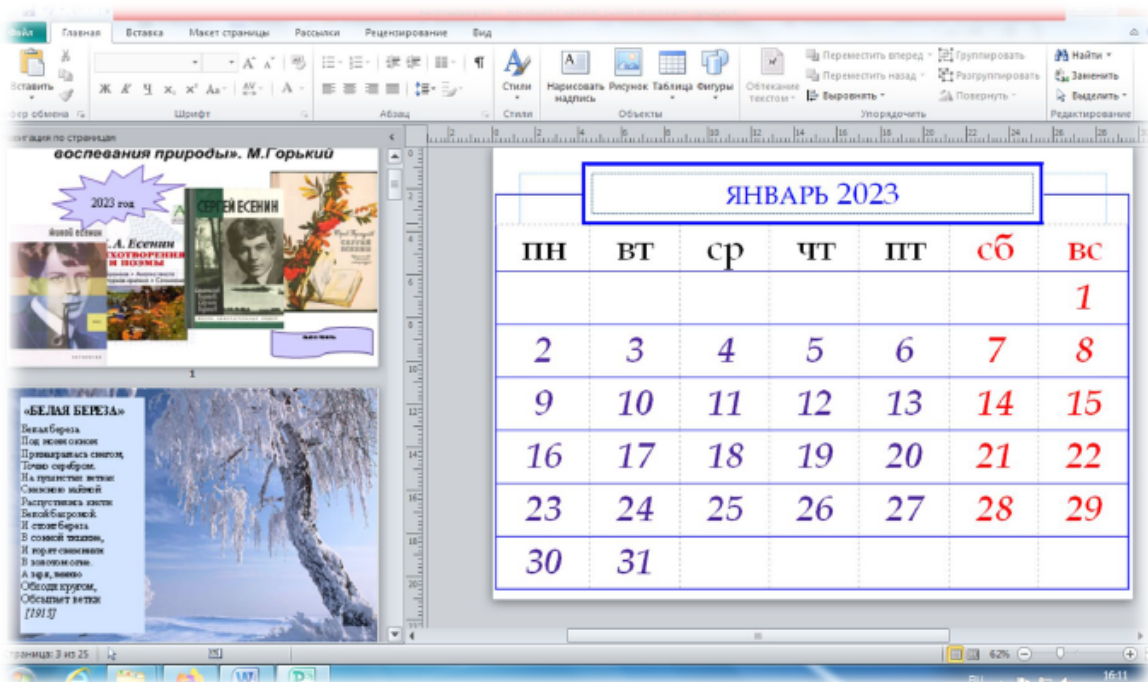 Файл Главная Вставка Макет страницы Рассылки Рецензирование Вид
Вставить
Ж К Ч
Стили
Нарисовать надпись
Рисунок
Таблица
Фигуры
Обтекание текстом
Переместить вперед
Переместить назад
Выровнять
Группировать
Разгруппировать
Повернуть
Найти
Заменить
Выделить
Буфер обмена Шрифт Абзац Стили Объекты Упорядочить Редактирование
Навигация по страницам
воспевания природы». М.Горький
2023 год
СЕРГЕЙ ЕСЕНИН
С.А. Есенин
СТИХОТВОРЕНИЯ
И ПОЭМЫ
1
«БЕЛАЯ БЕРЕЗА»
Белая береза
Под моим окном
Принакрылась снегом,
Точно серебром.
На пушистых ветках
Снежною каймой
Распустились кисти
Белой бахромой.
И стоит береза
В сонной тишине,
И горят снежинки
В золотом огне.
А заря, лениво
Обходя кругом,
Обсыпает ветки
[1913]
ЯНВАРЬ 2023
пн вт ср чт пт сб вс
1
2 3 4 5 6 7 8
9 10 11 12 13 14 15
16 17 18 19 20 21 22
23 24 25 26 27 28 29
30 31
Страница: 3 из 25
62%
RU
16:11